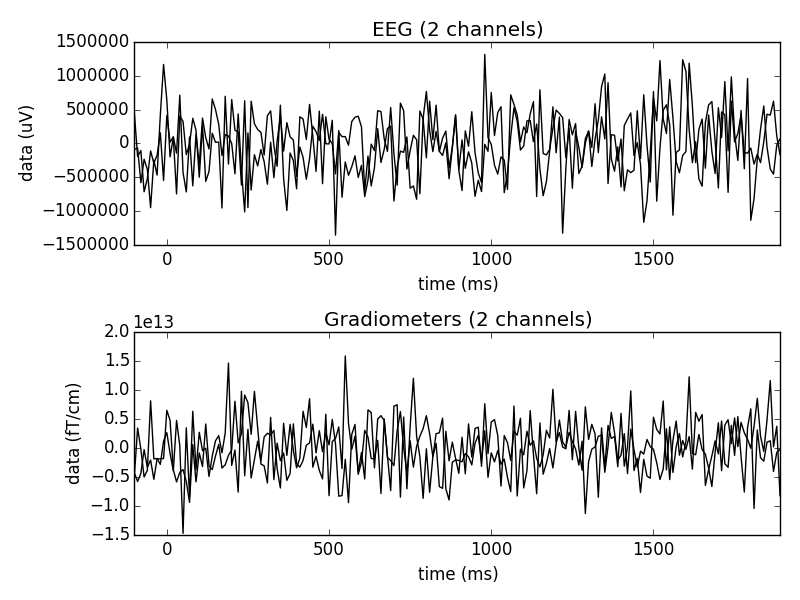 EEG (2 channels)
1500000
1000000
500000
0
−500000
−1000000
−1500000
data (uV)
0 500 1000 1500
time (ms)
Gradiometers (2 channels)
1e13
2.0
1.5
1.0
0.5
0.0
−0.5
−1.0
−1.5
data (fT/cm)
0 500 1000 1500
time (ms)